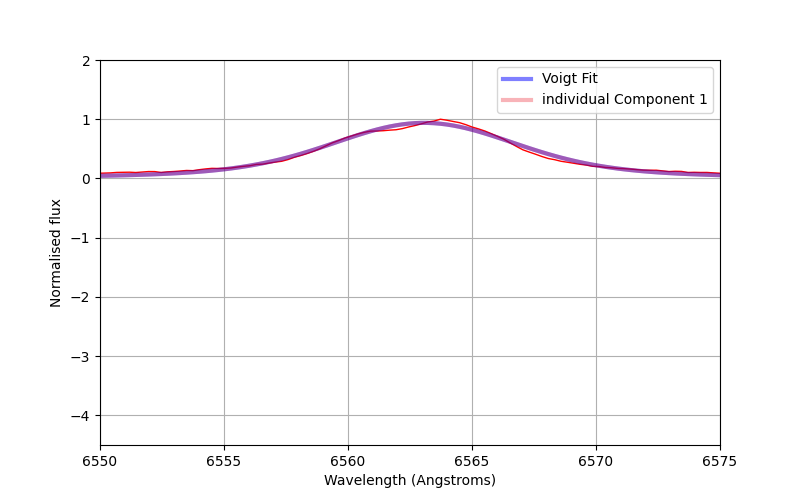 Voigt Fit
individual Component 1
2
1
0
−1
−2
−3
−4
Normalised flux
6550 6555 6560 6565 6570 6575
Wavelength (Angstroms)